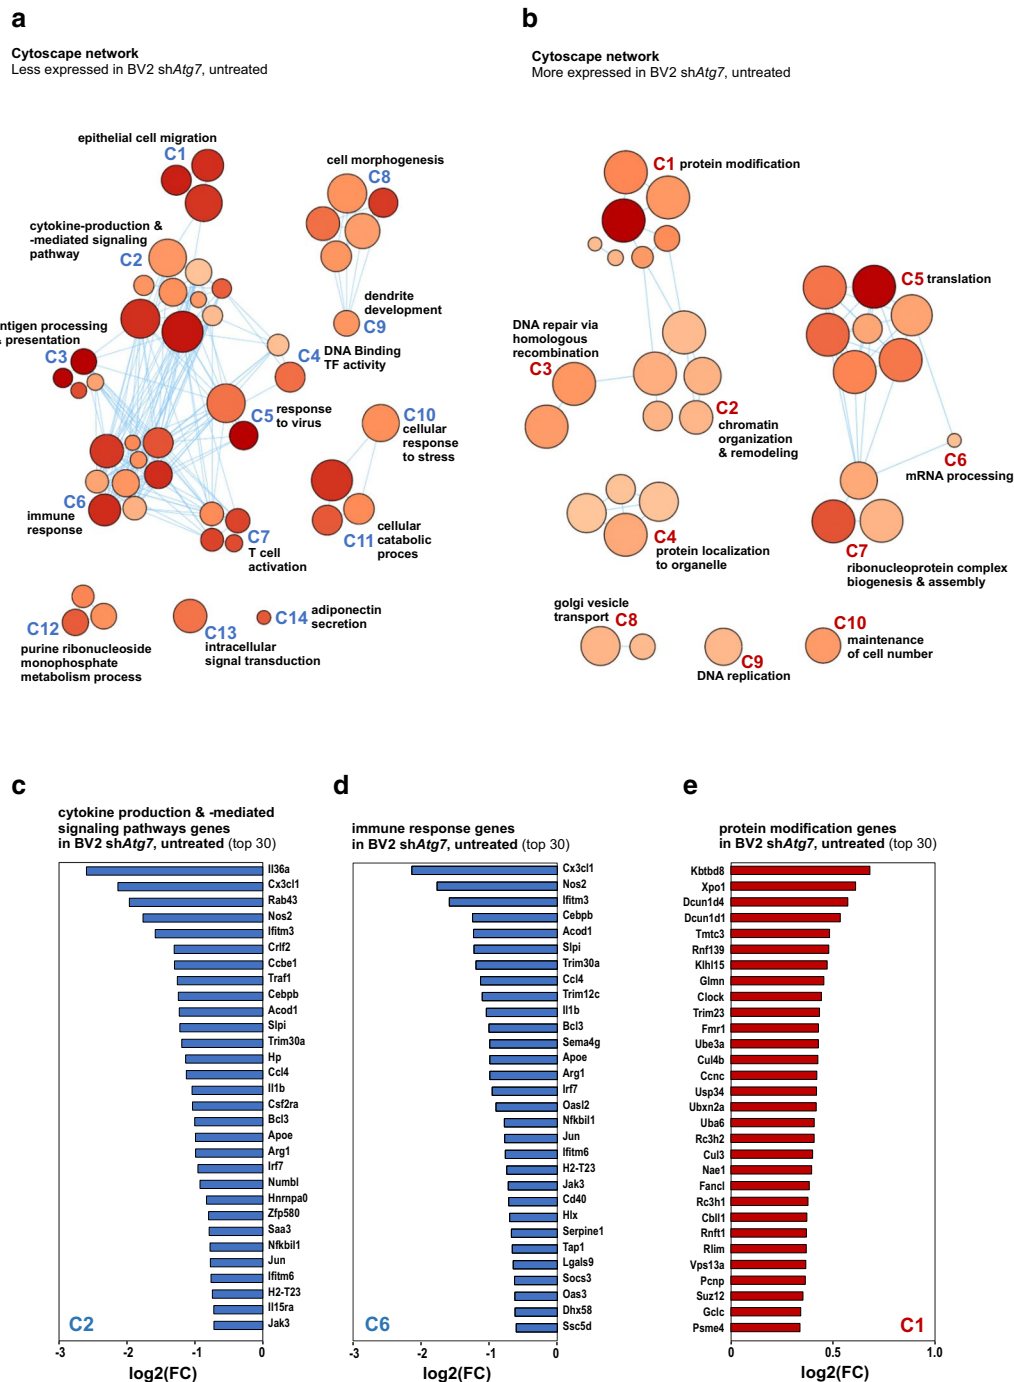 a
Cytoscape network
Less expressed in BV2 shAtg7, untreated
epithelial cell migration
C1
cytokine-production &
-mediated signaling
pathway
C2
ntigen processing
& presentation
C3
cell morphogenesis
C8
dendrite
development
C9
DNA Binding
TF activity
C4
C5 response
to virus
C10
cellular
response
to stress
C6
immune
response
C7
T cell
activation
C11 cellular
catabolic
proces
C12
purine ribonucleoside
monophosphate
metabolism process
C13
intracellular
signal transduction
C14 adiponectin
secretion
b
Cytoscape network
More expressed in BV2 shAtg7, untreated
C1 protein modification
C5 translation
DNA repair via
homologous
recombination
C3
C2
chromatin
organization
& remodeling
C6
mRNA processing
C4
protein localization
to organelle
C7
ribonucleoprotein complex
biogenesis & assembly
golgi vesicle
transport C8
C9
DNA replication
C10
maintenance
of cell number
c
cytokine production & -mediated
signaling pathways genes
in BV2 shAtg7, untreated (top 30)
Il36a
Cx3cl1
Rab43
Nos2
Ifitm3
Crlf2
Ccbe1
Traf1
Cebpb
Acod1
Slpi
Trim30a
Hp
Ccl4
Il1b
Csf2ra
Bcl3
Apoe
Arg1
Irf7
Numbl
Hnrnpa0
Zfp580
Saa3
Nfkbil1
Jun
Ifitm6
H2-T23
Il15ra
Jak3
C2
-3 -2 -1 0
log2(FC)
d
immune response genes
in BV2 shAtg7, untreated (top 30)
Cx3cl1
Nos2
Ifitm3
Cebpb
Acod1
Slpi
Trim30a
Ccl4
Trim12c
Il1b
Bcl3
Sema4g
Apoe
Arg1
Irf7
Oasl2
Nfkbil1
Jun
Ifitm6
H2-T23
Jak3
Cd40
Hlx
Serpine1
Tap1
Lgals9
Socs3
Oas3
Dhx58
Ssc5d
C6
-3 -2 -1 0
log2(FC)
e
protein modification genes
in BV2 shAtg7, untreated (top 30)
Kbtbd8
Xpo1
Dcun1d4
Dcun1d1
Tmtc3
Rnf139
Klhl15
Glmn
Clock
Trim23
Fmr1
Ube3a
Cul4b
Ccnc
Usp34
Ubxn2a
Uba6
Rc3h2
Cul3
Nae1
Fancl
Rc3h1
Cbll1
Rnft1
Rlim
Vps13a
Pcnp
Suz12
Gclc
Psme4
C1
0 0.5 1.0
log2(FC)